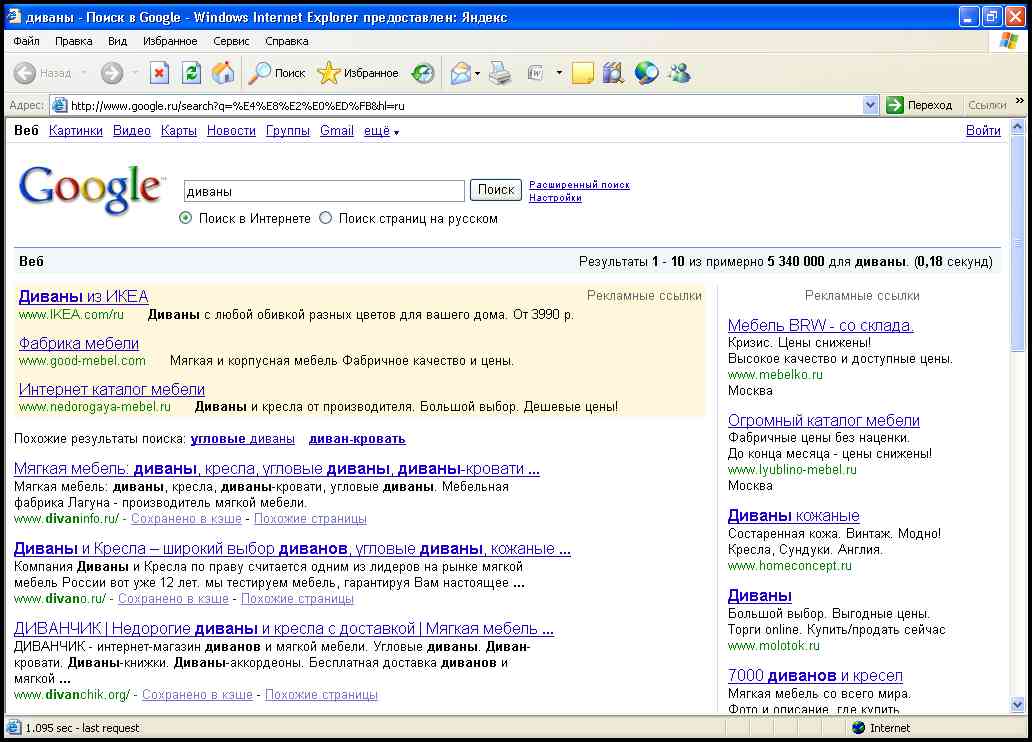 диваны - Поиск в Google - Windows Internet Explorer предоставлен: Яндекс
Файл Правка Вид Избранное Сервис Справка
Назад Поиск Избранное
Адрес: http://www.google.ru/search?q=%E4%E8%E2%E0%ED%FB&hl=ru Переход Ссылки »
Веб Картинки Видео Карты Новости Группы Gmail ещё Войти
Google™ диваны Поиск Расширенный поиск
Настройки
Поиск в Интернете Поиск страниц на русском
Веб Результаты 1 - 10 из примерно 5 340 000 для диваны. (0,18 секунд)
Диваны из ИКЕА Рекламные ссылки
www.IKEA.com/ru Диваны с любой обивкой разных цветов для вашего дома. От 3990 р.
Фабрика мебели
www.good-mebel.com Мягкая и корпусная мебель Фабричное качество и цены.
Интернет каталог мебели
www.nedorogaya-mebel.ru Диваны и кресла от производителя. Большой выбор. Дешевые цены!
Похожие результаты поиска: угловые диваны диван-кровать
Мягкая мебель: диваны, кресла, угловые диваны, диваны-кровати ...
Мягкая мебель: диваны, кресла, диваны-кровати, угловые диваны. Мебельная
фабрика Лагуна - производитель мягкой мебели.
www.divaninfo.ru/ - Сохранено в кэше - Похожие страницы
Диваны и Кресла – широкий выбор диванов, угловые диваны, кожаные ...
Компания Диваны и Кресла по праву считается одним из лидеров на рынке мягкой
мебель России вот уже 12 лет. мы тестируем мебель, гарантируя Вам настоящее ...
www.divano.ru/ - Сохранено в кэше - Похожие страницы
ДИВАНЧИК | Недорогие диваны и кресла с доставкой | Мягкая мебель ...
ДИВАНЧИК - интернет-магазин диванов и мягкой мебели. Угловые диваны. Диван-
кровати. Диваны-книжки. Диваны-аккордеоны. Бесплатная доставка диванов и
мягкой ...
www.divanchik.org/ - Сохранено в кэше - Похожие страницы
Рекламные ссылки
Мебель BRW - со склада.
Кризис. Цены снижены!
Высокое качество и доступные цены.
www.mebelko.ru
Москва
Огромный каталог мебели
Фабричные цены без наценки.
До конца месяца - цены снижены!
www.lyublino-mebel.ru
Москва
Диваны кожаные
Состаренная кожа. Винтаж. Модно!
Кресла, Сундуки. Англия.
www.homeconcept.ru
Диваны
Большой выбор. Выгодные цены.
Торги online. Купить/продать сейчас
www.molotok.ru
7000 диванов и кресел
Мягкая мебель со всего мира.
Фото и описание, где купить
1.095 sec - last request Internet